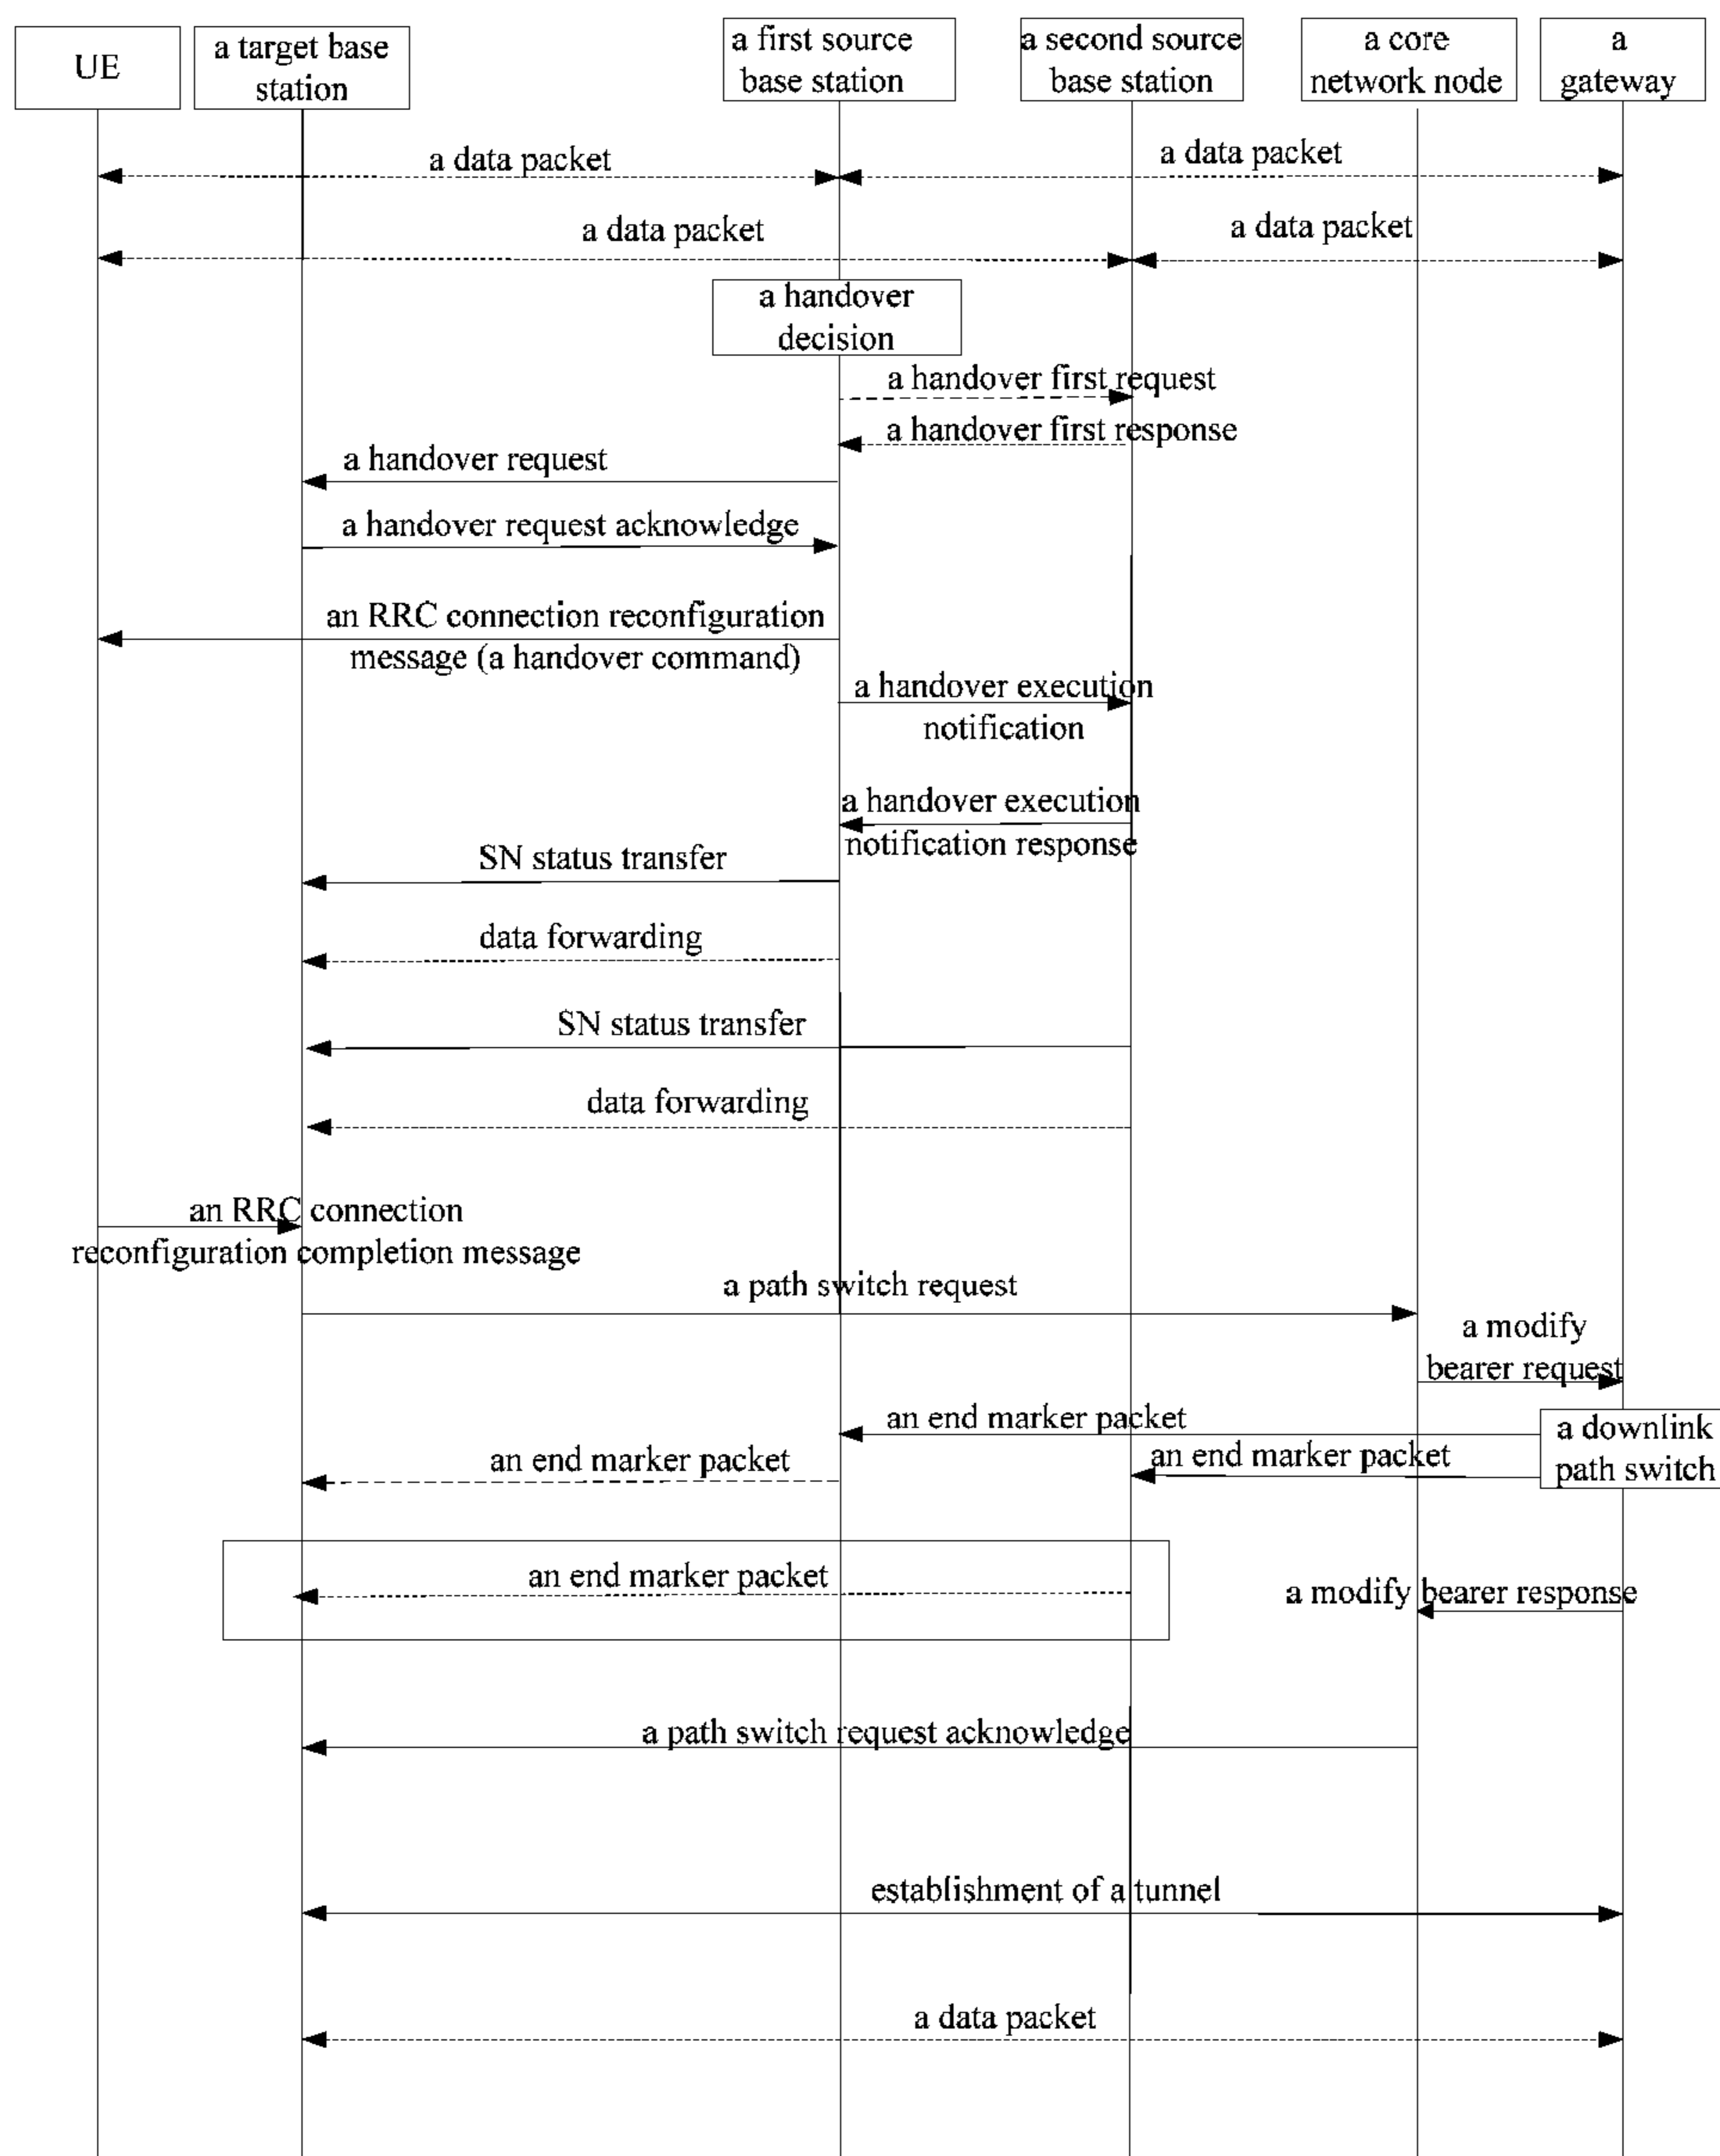 UE
a target base
station
a first source
base station
a second source
base station
a core
network node
a
gateway
a data packet
a data packet
a data packet
a data packet
a handover
decision
a handover first request
a handover first response
a handover request
a handover request acknowledge
an RRC connection reconfiguration
message (a handover command)
a handover execution
notification
a handover execution
notification response
SN status transfer
data forwarding
SN status transfer
data forwarding
an RRC connection
reconfiguration completion message
a path switch request
a modify
bearer request
an end marker packet
a downlink
path switch
an end marker packet
an end marker packet
an end marker packet
a modify bearer response
a path switch request acknowledge
establishment of a tunnel
a data packet